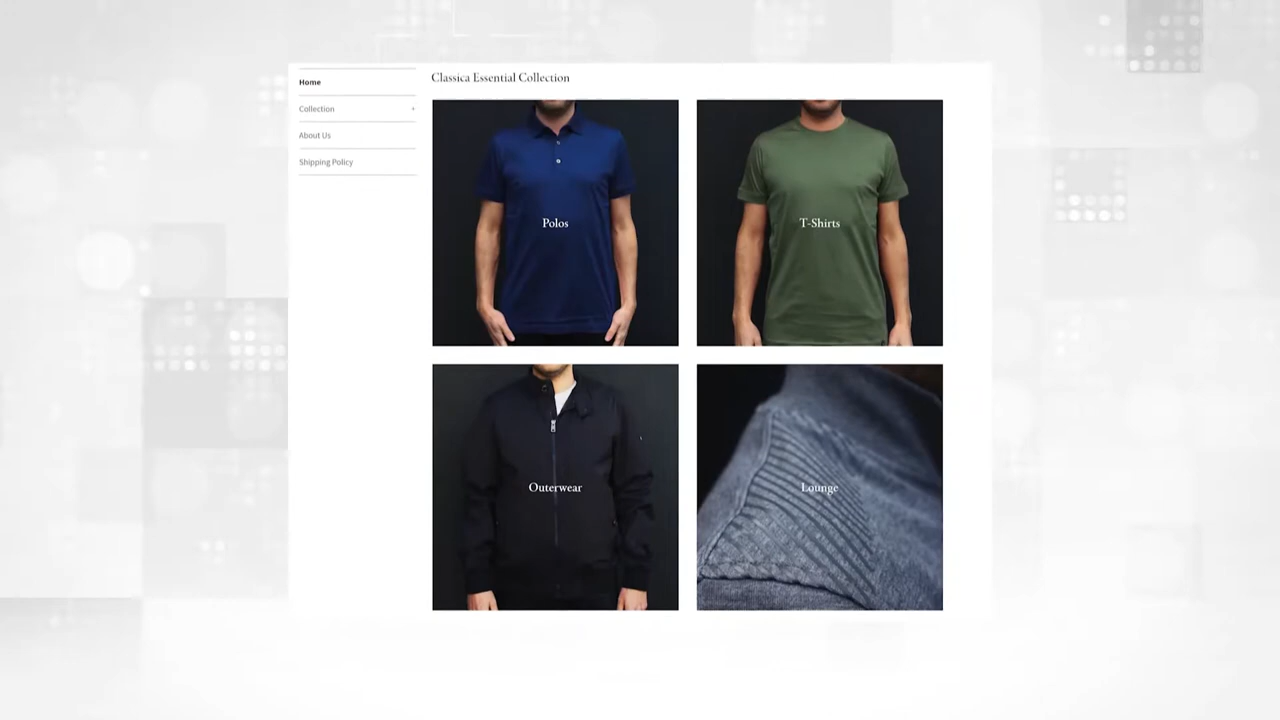 Home
Collection +
About Us
Shipping Policy
Classica Essential Collection
Polos
T-Shirts
Outerwear
Lounge